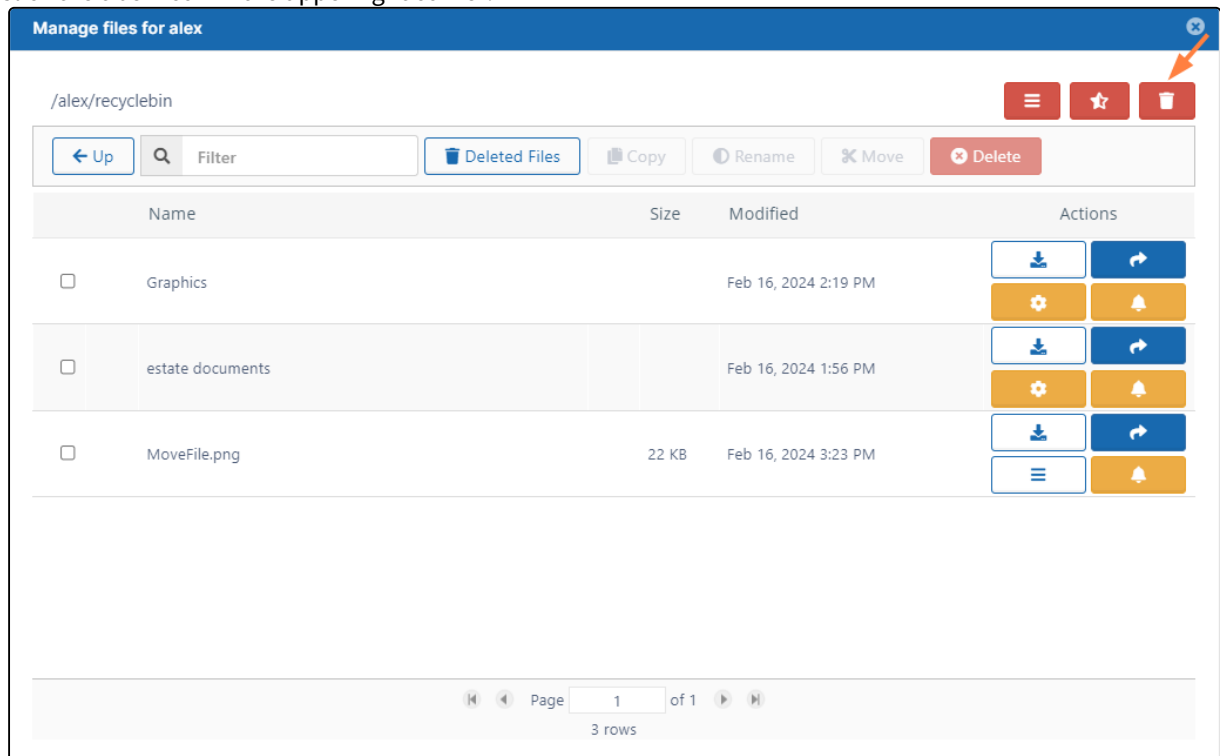 Manage files for alex
/alex/recyclebin
Up Filter Deleted Files Copy Rename Move Delete
Name Size Modified Actions
Graphics Feb 16, 2024 2:19 PM
estate documents Feb 16, 2024 1:56 PM
MoveFile.png 22 KB Feb 16, 2024 3:23 PM
Page 1 of 1
3 rows